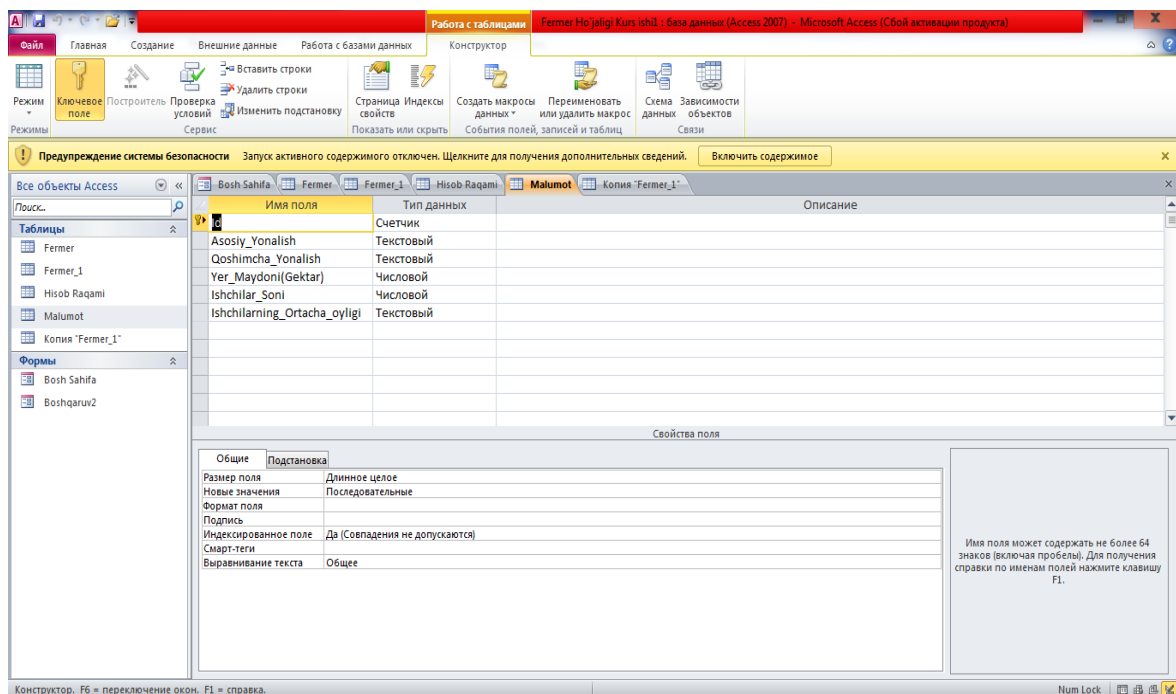 Работа с таблицами
Fermer Ho'jaligi Kurs ishi1 : база данных (Access 2007) - Microsoft Access (Сбой активации продукта)
Файл Главная Создание Внешние данные Работа с базами данных Конструктор
Режим
Ключевое поле
Построитель
Проверка условий
Вставить строки
Удалить строки
Изменить подстановку
Страница свойств
Индексы
Создать макросы данных
Переименовать или удалить макрос
Схема данных
Зависимости объектов
Режимы Сервис Показать или скрыть События полей, записей и таблиц Связи
Предупреждение системы безопасности Запуск активного содержимого отключен. Щелкните для получения дополнительных сведений. Включить содержимое
Все объекты Access
Поиск...
Таблицы
Fermer
Fermer_1
Hisob Raqami
Malumot
Копия "Fermer_1"
Формы
Bosh Sahifa
Boshqaruv2
Bosh Sahifa Fermer Fermer_1 Hisob Raqami Malumot Копия "Fermer_1"
Имя поля Тип данных Описание
Id Счетчик
Asosiy_Yonalish Текстовый
Qoshimcha_Yonalish Текстовый
Yer_Maydoni(Gektar) Числовой
Ishchilar_Soni Числовой
Ishchilarning_Ortacha_oyligi Текстовый
Свойства поля
Общие Подстановка
Размер поля Длинное целое
Новые значения Последовательные
Формат поля
Подпись
Индексированное поле Да (Совпадения не допускаются)
Смарт-теги
Выравнивание текста Общее
Имя поля может содержать не более 64
знаков (включая пробелы). Для получения
справки по именам полей нажмите клавишу
F1.
Конструктор. F6 = переключение окон. F1 = справка. Num Lock